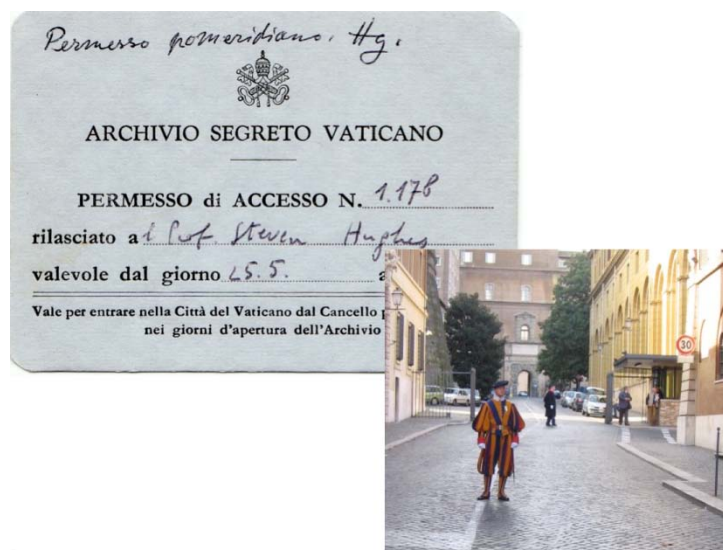 Permesso pomeridiano. Hg.
ARCHIVIO SEGRETO VATICANO
PERMESSO di ACCESSO N. 1.178
rilasciato al Prof. Steven Hughes
valevole dal giorno 25.5. a
Vale per entrare nella Città del Vaticano dal Cancello
nei giorni d'apertura dell'Archivio
30